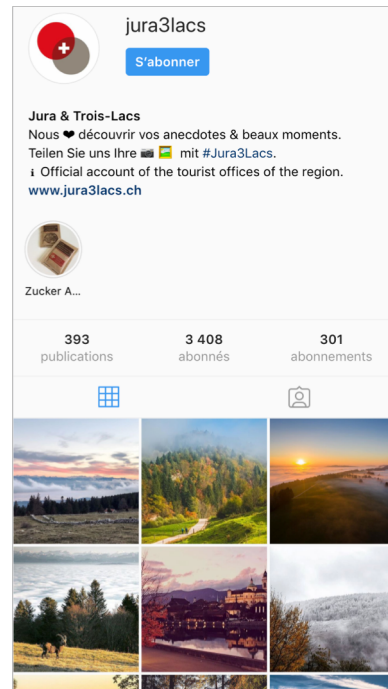 jura3lacs
S'abonner
Jura & Trois-Lacs
Nous ❤ découvrir vos anecdotes & beaux moments.
Teilen Sie uns Ihre 📷 🖼 mit #Jura3Lacs.
ℹ Official account of the tourist offices of the region.
www.jura3lacs.ch
Zucker A...
393 3 408 301
publications abonnés abonnements